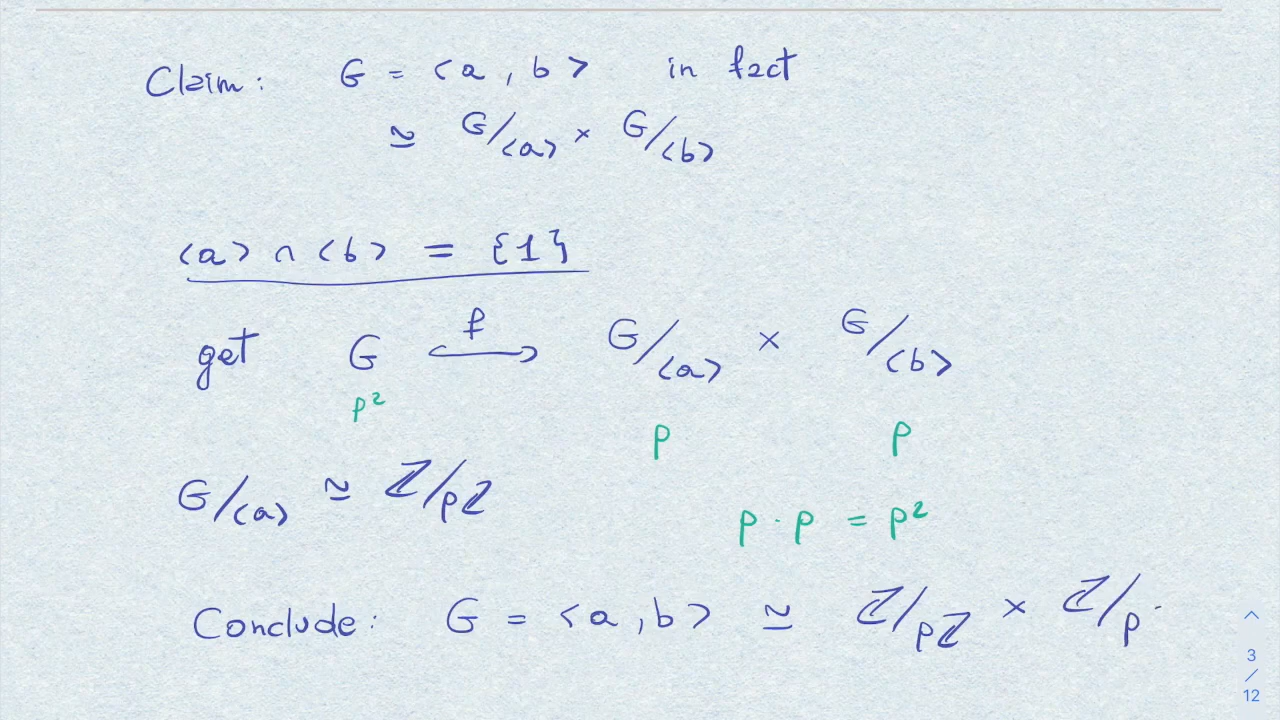 Claim: G = <a, b> in fact
≃ G/<a> × G/<b>
<a> ∩ <b> = {1}
get G f ↪ G/<a> × G/<b>
p² p p
G/<a> ≃ ℤ/pℤ
p · p = p²
Conclude: G = <a, b> ≃ ℤ/pℤ × ℤ/p
3
/
12